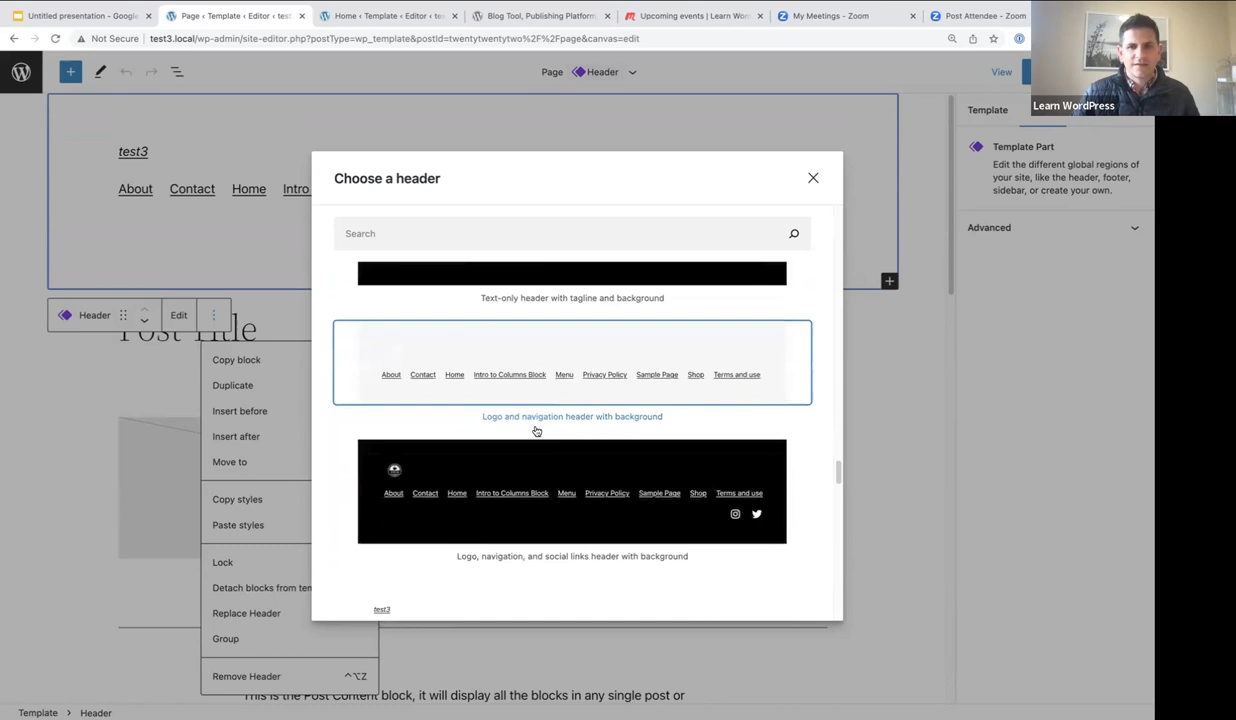 Untitled presentation - Google
Page ‹ Template ‹ Editor ‹ test
Home ‹ Template ‹ Editor ‹ tes
Blog Tool, Publishing Platform,
Upcoming events | Learn Wor
My Meetings - Zoom
Post Attendee - Zoom
Not Secure
test3.local/wp-admin/site-editor.php?postType=wp_template&postId=twentytwentytwo%2F%2Fpage&canvas=edit
Page
Header
View
Learn WordPress
Template
Template Part
Edit the different global regions of
your site, like the header, footer,
sidebar, or create your own.
Advanced
test3
About Contact Home Intro
Header
Edit
Post Title
Copy block
Duplicate
Insert before
Insert after
Move to
Copy styles
Paste styles
Lock
Detach blocks from tem
Replace Header
Group
Remove Header ^⌥Z
Choose a header
Search
Text-only header with tagline and background
About Contact Home Intro to Columns Block Menu Privacy Policy Sample Page Shop Terms and use
Logo and navigation header with background
About Contact Home Intro to Columns Block Menu Privacy Policy Sample Page Shop Terms and use
Logo, navigation, and social links header with background
test3
This is the Post Content block, it will display all the blocks in any single post or
Template › Header